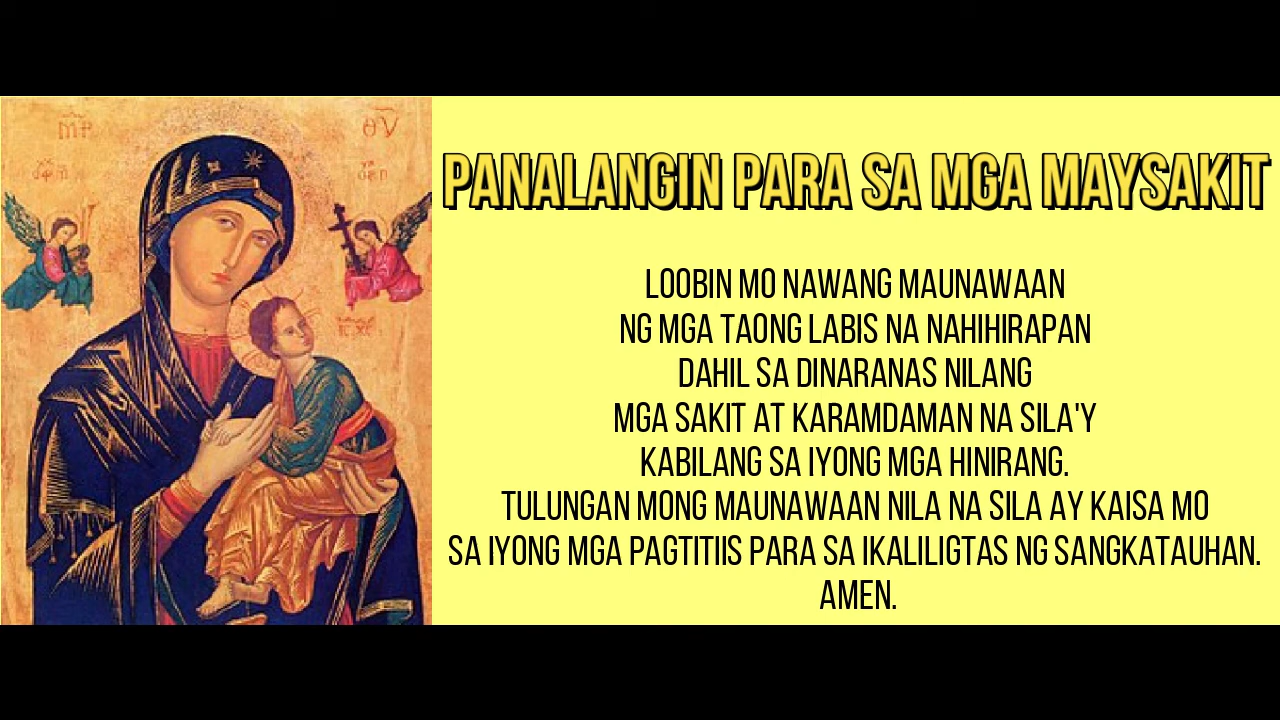 PANALANGIN PARA SA MGA MAYSAKIT
LOOBIN MO NAWANG MAUNAWAAN
NG MGA TAONG LABIS NA NAHIHIRAPAN
DAHIL SA DINARANAS NILANG
MGA SAKIT AT KARAMDAMAN NA SILA'Y
KABILANG SA IYONG MGA HINIRANG.
TULUNGAN MONG MAUNAWAAN NILA NA SILA AY KAISA MO
SA IYONG MGA PAGTITIIS PARA SA IKALILIGTAS NG SANGKATAUHAN.
AMEN.